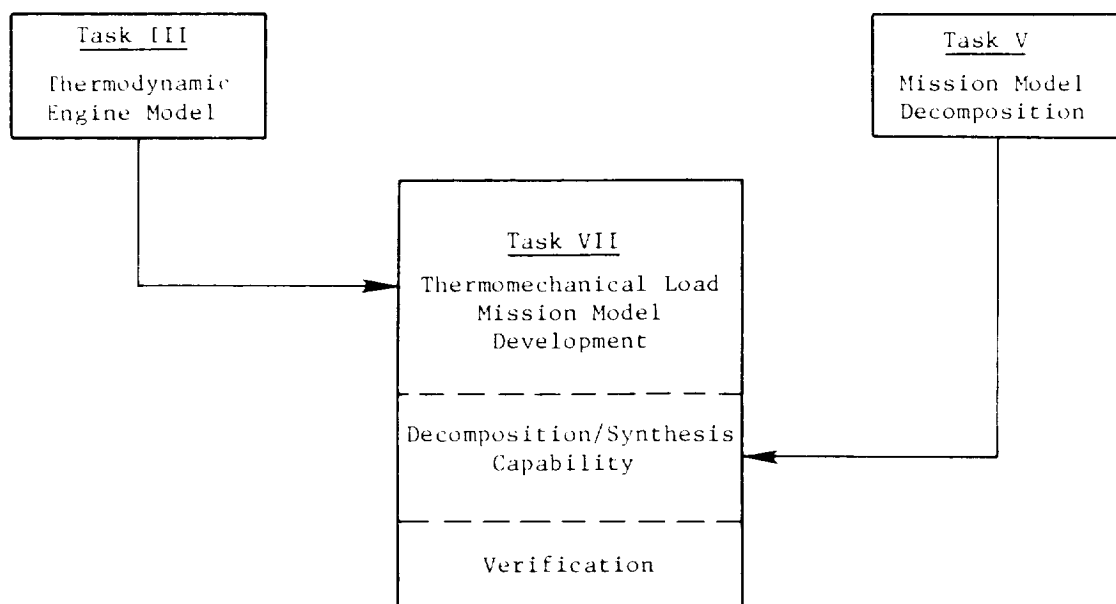 Task III
Thermodynamic
Engine Model
Task V
Mission Model
Decomposition
Task VII
Thermomechanical Load
Mission Model
Development
Decomposition/Synthesis
Capability
Verification